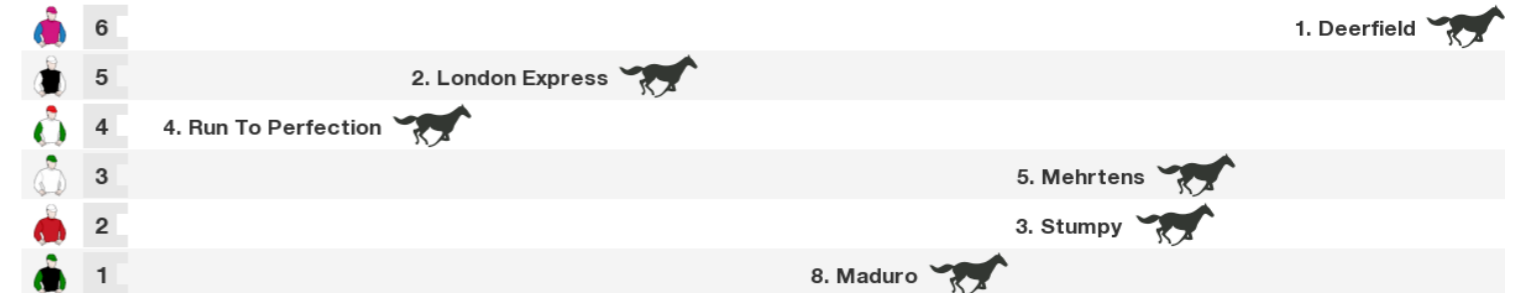 6 1. Deerfield
5 2. London Express
4 4. Run To Perfection
3 5. Mehrtens
2 3. Stumpy
1 8. Maduro